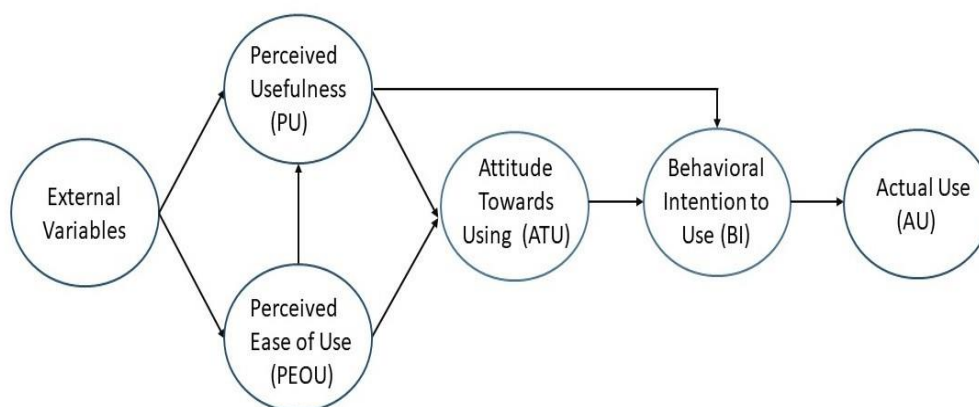 External
Variables
Perceived
Usefulness
(PU)
Perceived
Ease of Use
(PEOU)
Attitude
Towards
Using (ATU)
Behavioral
Intention to
Use (BI)
Actual Use
(AU)